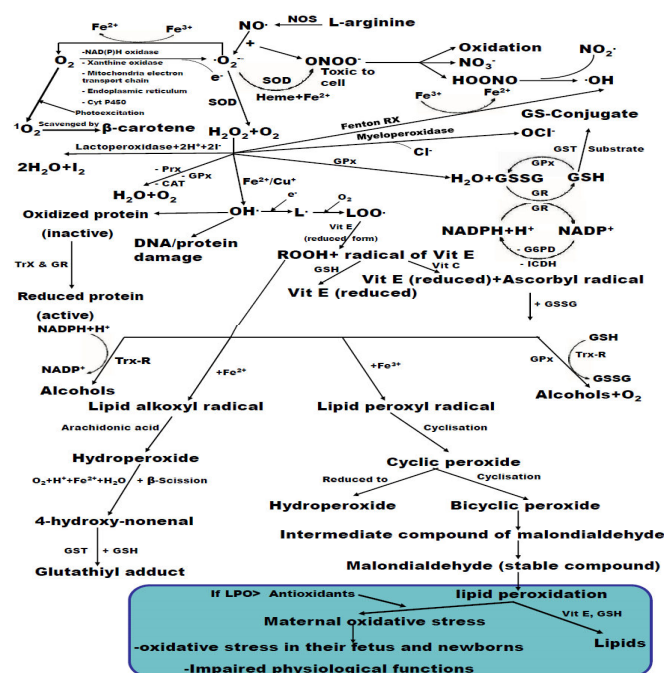 Fe²⁺ Fe³⁺ NO· NOS L-arginine
O₂ -NAD(P)H oxidase ·O₂·⁻ + ONOO⁻ Oxidation NO₂·
- Xanthine oxidase
- Mitochondria electron transport chain e⁻ SOD Toxic to cell NO₃⁻
- Endoplasmic reticulum Heme+Fe²⁺ HOONO ·OH
- Cyt P450 SOD Fe³⁺ Fe²⁺
Photoexcitation
¹O₂ Scavenged by β-carotene H₂O₂+O₂ Fenton RX GS-Conjugate
Myeloperoxidase OCl⁻
Lactoperoxidase+2H⁺+2I⁻ Cl⁻ GST Substrate
2H₂O+I₂ - Prx - GPx - CAT GPx GPx
H₂O+O₂ Fe²⁺/Cu⁺ H₂O+GSSG GSH
GR
e⁻ O₂ GR
Oxidized protein OH· L· LOO·
(inactive) Vit E NADPH+H⁺ NADP⁺
DNA/protein damage (reduced form) - G6PD
ROOH+ radical of Vit E - ICDH
TrX & GR GSH Vit C
Vit E (reduced)+Ascorbyl radical
Reduced protein Vit E (reduced)
(active) + GSSG
NADPH+H⁺ GSH
NADP⁺ Trx-R GPx Trx-R
+Fe²⁺ +Fe³⁺ GSSG
Alcohols Alcohols+O₂
Lipid alkoxyl radical Lipid peroxyl radical
Arachidonic acid Cyclisation
Hydroperoxide Cyclic peroxide
O₂+H⁺+Fe²⁺+H₂O + β-Scission Reduced to Cyclisation
Hydroperoxide Bicyclic peroxide
4-hydroxy-nonenal
Intermediate compound of malondialdehyde
GST + GSH
Glutathiyl adduct Malondialdehyde (stable compound)
If LPO> Antioxidants lipid peroxidation
Vit E, GSH
Maternal oxidative stress
Lipids
-oxidative stress in their fetus and newborns
-Impaired physiological functions